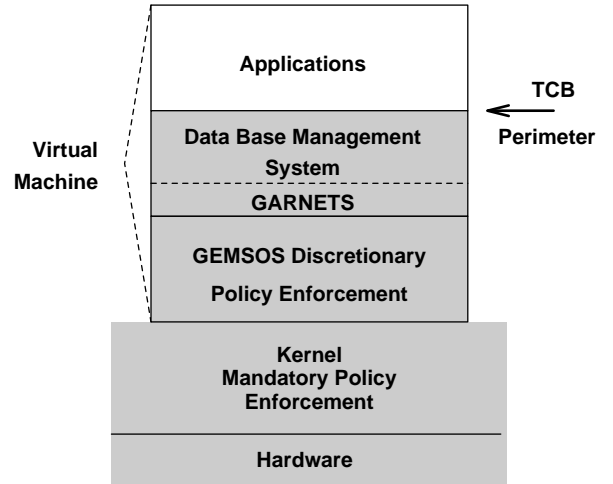 Applications
TCB
Perimeter
Virtual
Machine
Data Base Management
System
GARNETS
GEMSOS Discretionary
Policy Enforcement
Kernel
Mandatory Policy
Enforcement
Hardware